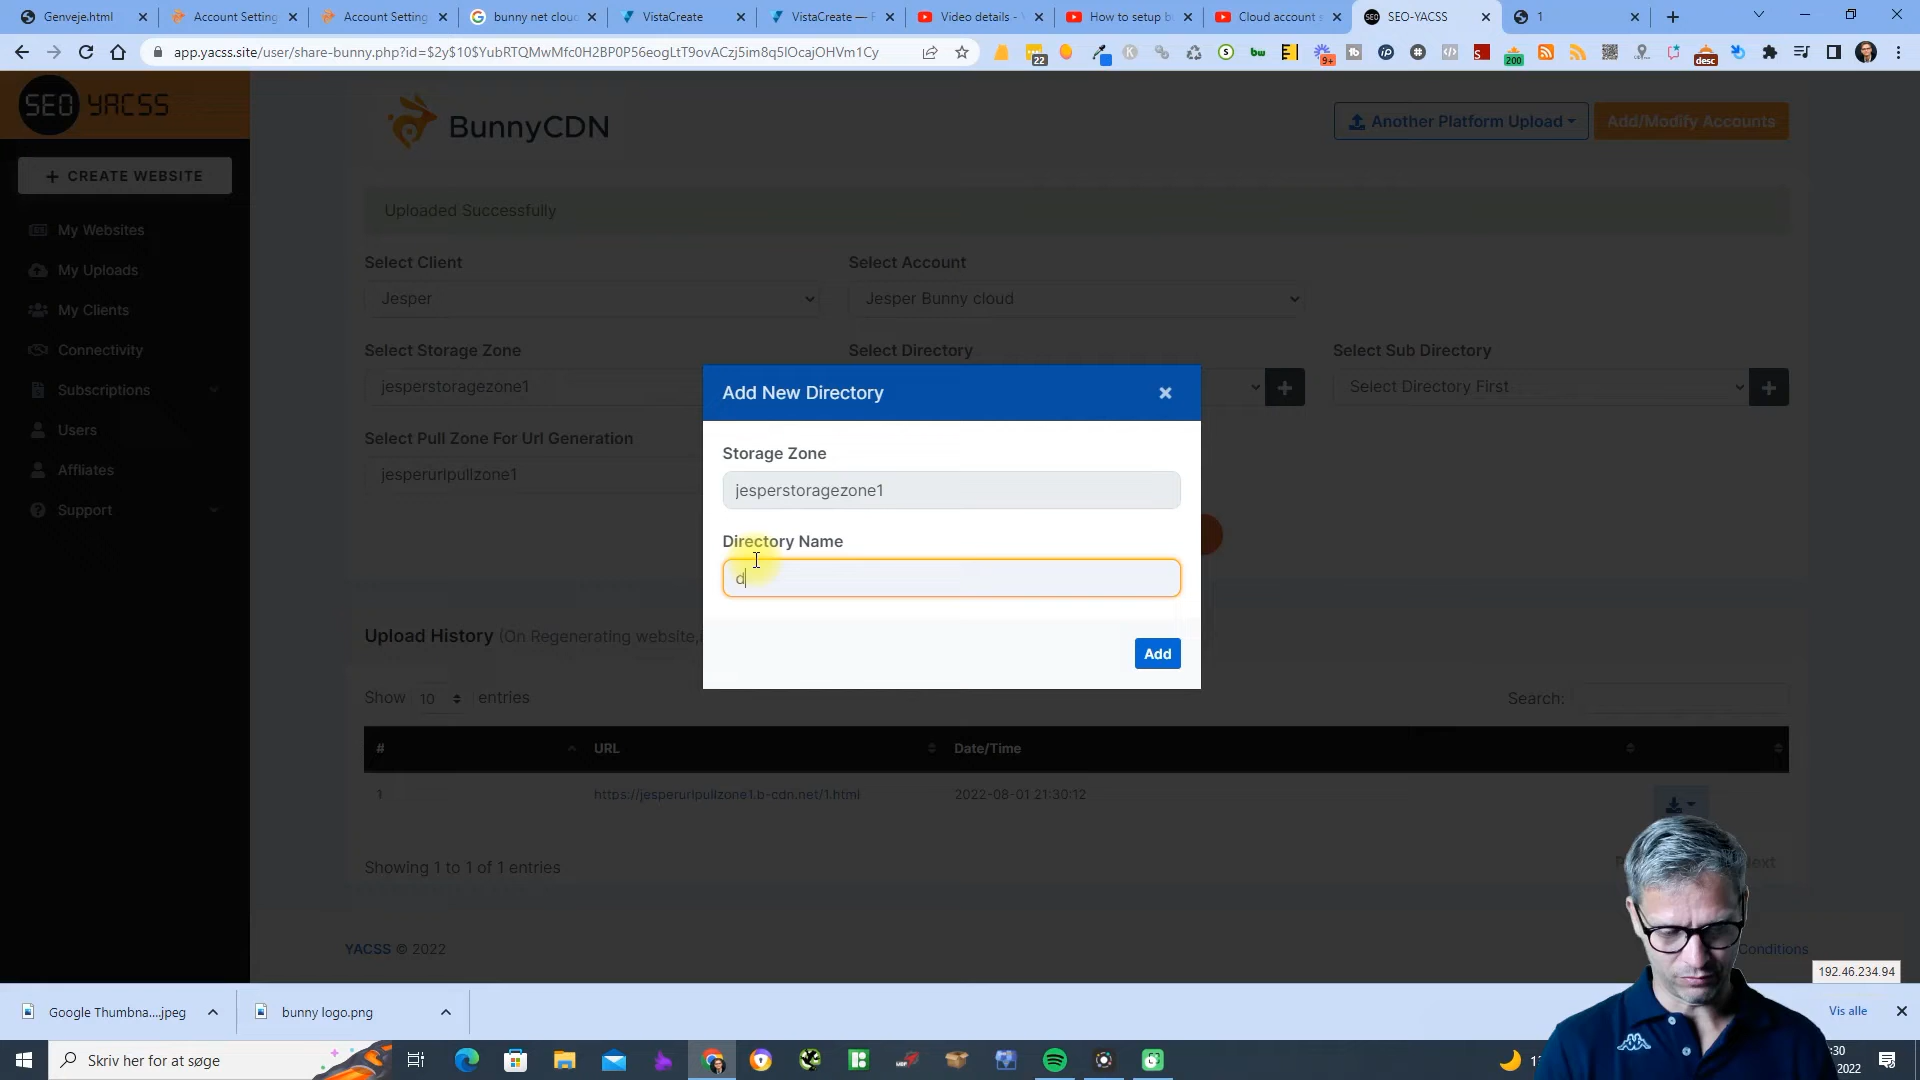 Genveje.html
Account Setting
Account Setting
bunny net clou
VistaCreate
VistaCreate — F
Video details -
How to setup b
Cloud account s
SEO-YACSS
1
app.yacss.site/user/share-bunny.php?id=$2y$10$YubRTQMwMfc0H2BP0P56eogLtT9ovACzj5im8q5lOcajOHVm1Cy
22
9+
200
desc
SEO YACSS
BunnyCDN
Another Platform Upload
Add/Modify Accounts
+ CREATE WEBSITE
Uploaded Successfully
My Websites
My Uploads
My Clients
Connectivity
Subscriptions
Users
Affliates
Support
Select Client
Select Account
Jesper
Jesper Bunny cloud
Select Storage Zone
Select Directory
Select Sub Directory
jesperstoragezone1
Select Directory First
Select Pull Zone For Url Generation
jesperurlpullzone1
Add New Directory
Storage Zone
jesperstoragezone1
Directory Name
d
Add
Upload History (On Regenerating website,
Show 10 entries
Search:
# URL Date/Time
1 https://jesperurlpullzone1.b-cdn.net/1.html 2022-08-01 21:30:12
Showing 1 to 1 of 1 entries
YACSS © 2022
Conditions
192.46.234.94
Google Thumbna....jpeg
bunny logo.png
Vis alle
Skriv her for at søge
:30
2022